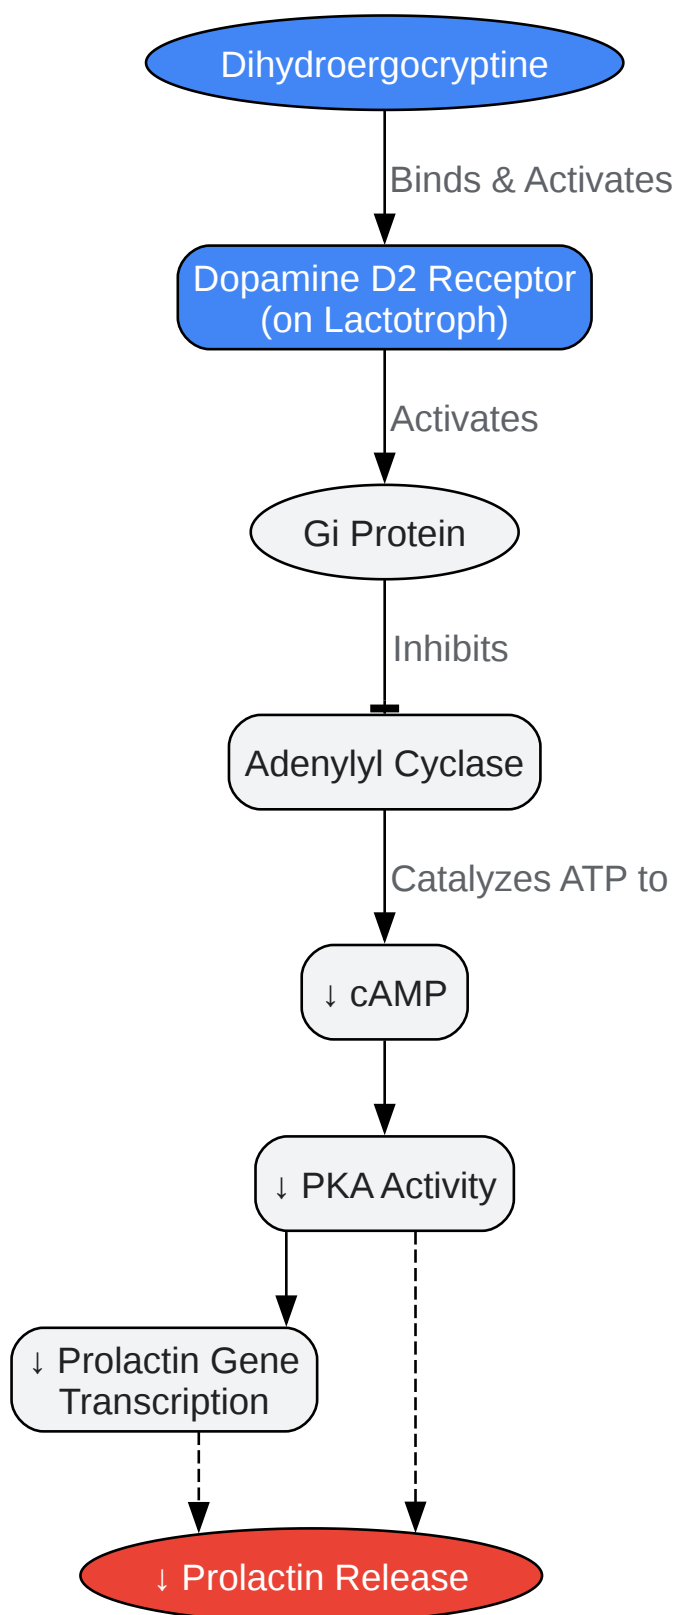 Dihydroergocryptine
Binds & Activates
Dopamine D2 Receptor
(on Lactotroph)
Activates
Gi Protein
Inhibits
Adenylyl Cyclase
Catalyzes ATP to
↓ cAMP
↓ PKA Activity
↓ Prolactin Gene
Transcription
↓ Prolactin Release